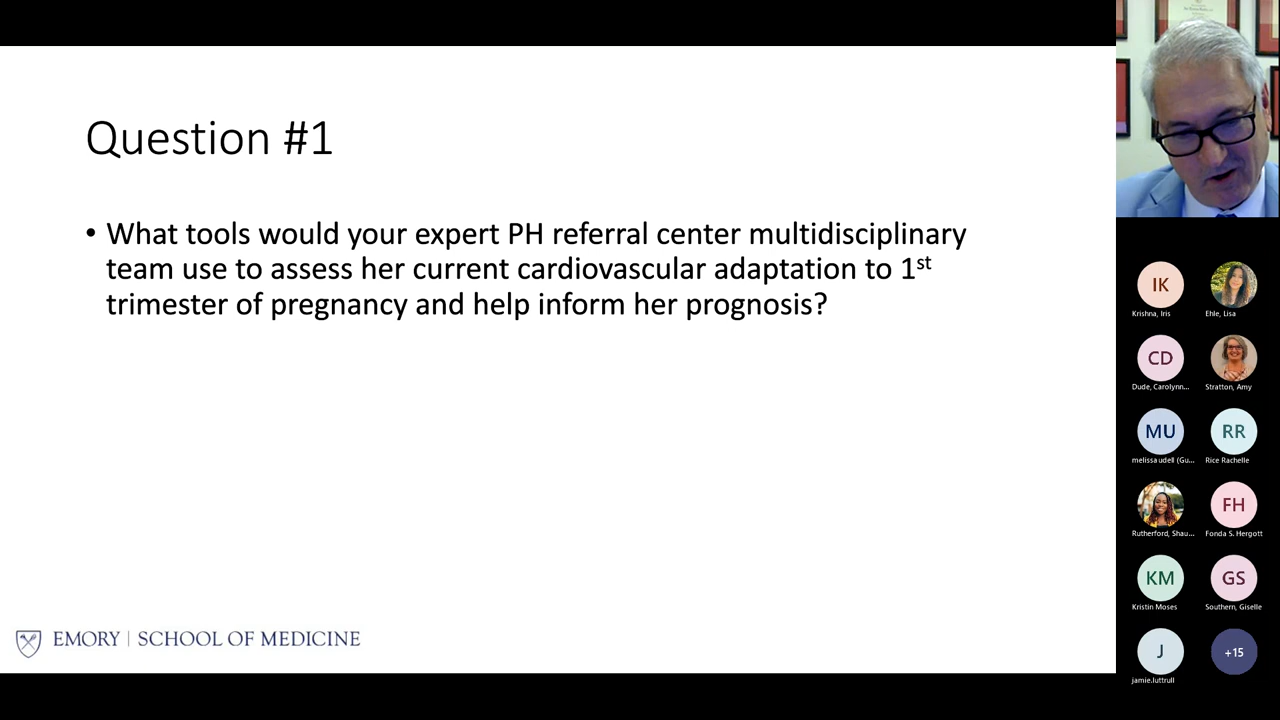 Question #1
• What tools would your expert PH referral center multidisciplinary
team use to assess her current cardiovascular adaptation to 1st
trimester of pregnancy and help inform her prognosis?
EMORY | SCHOOL OF MEDICINE
IK
Krishna, Iris
Ehle, Lisa
CD
Dude, Carolynn...
Stratton, Amy
MU
RR
melissa udell (Gu...
Rice Rachelle
FH
Rutherford, Shau...
Fonda S. Hergott
KM
GS
Kristin Moses
Southern, Giselle
J
+15
jamie.luttrull